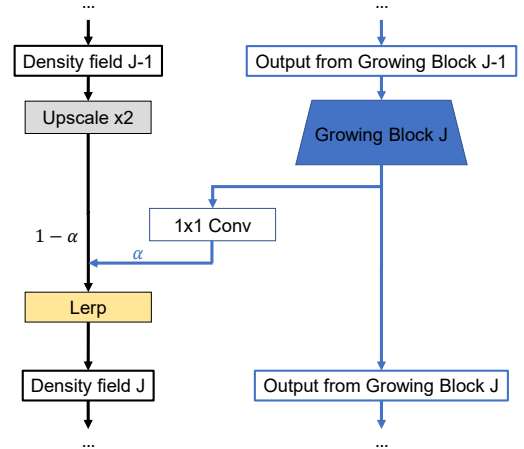 ...
...
Density field J-1
Output from Growing Block J-1
Upscale x2
Growing Block J
1x1 Conv
1 − α
α
Lerp
Density field J
Output from Growing Block J
...
...